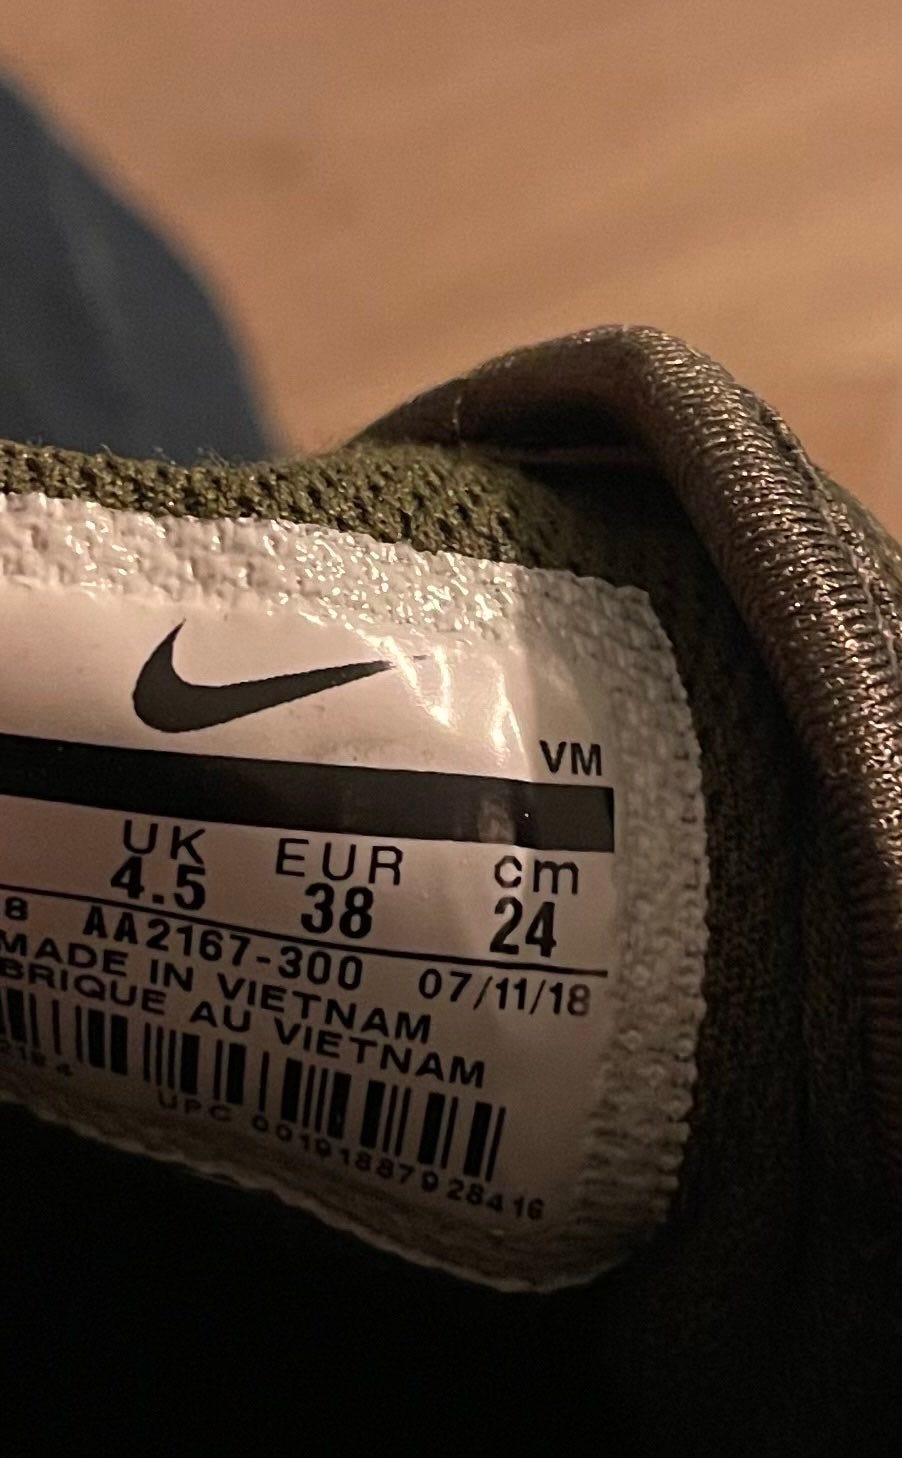 VM
UK EUR cm
4.5 38 24
8 AA2167-300 07/11/18
MADE IN VIETNAM
BRIQUE AU VIETNAM
UPC 00191887928416